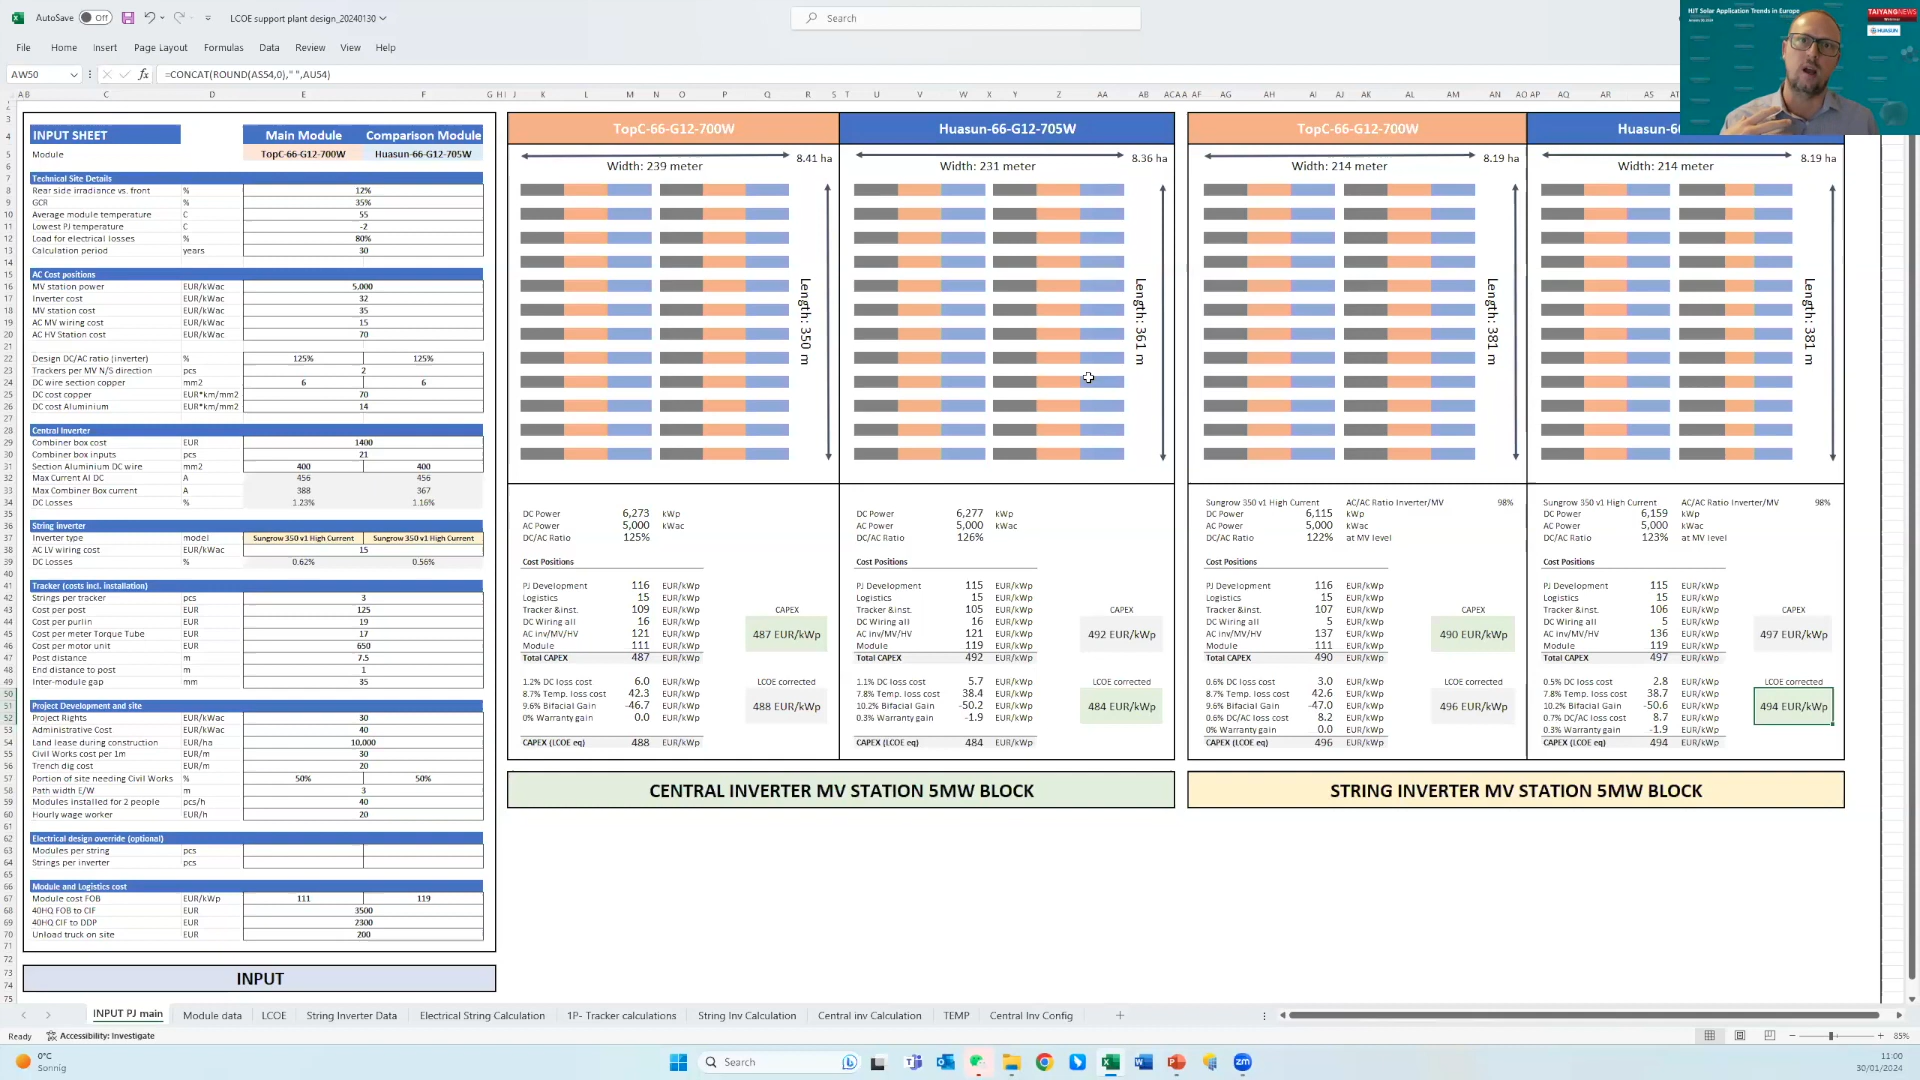 AutoSave Off LCOE support plant design_20240130 Search
HJT Solar Application Trends in Europe
TAIYANGNEWS
HUASUN
File Home Insert Page Layout Formulas Data Review View Help
AW50 fx =CONCAT(ROUND(AS54,0)," ",AU54)
INPUT SHEET Main Module Comparison Module
Module TopC-66-G12-700W Huasun-66-G12-705W
Technical Site Details
Rear side irradiance vs. front % 12%
GCR % 35%
Average module temperature C 55
Lowest PJ temperature C -2
Load for electrical losses % 80%
Calculation period years 30
AC Cost positions
MV station power EUR/kWac 5,000
Inverter cost EUR/kWac 32
MV station cost EUR/kWac 35
AC MV wiring cost EUR/kWac 15
AC HV Station cost EUR/kWac 70
Design DC/AC ratio (inverter) % 125% 125%
Trackers per MV N/S direction pcs 2
DC wire section copper mm2 6 6
DC cost copper EUR*km/mm2 70
DC cost Aluminium EUR*km/mm2 14
Central Inverter
Combiner box cost EUR 1400
Combiner box inputs pcs 21
Section Aluminium DC wire mm2 400 400
Max Current Al DC A 456 456
Max Combiner Box current A 388 367
DC Losses % 1.23% 1.16%
String inverter
Inverter type model Sungrow 350 v1 High Current Sungrow 350 v1 High Current
AC LV wiring cost EUR/kWac 15
DC Losses % 0.62% 0.56%
Tracker (costs incl. installation)
Strings per tracker pcs 3
Cost per post EUR 125
Cost per purlin EUR 19
Cost per meter Torque Tube EUR 17
Cost per motor unit EUR 650
Post distance m 7.5
End distance to post m 1
Inter-module gap mm 35
Project Development and site
Project Rights EUR/kWac 30
Administrative Cost EUR/kWac 40
Land lease during construction EUR/ha 10,000
Civil Works cost per 1m EUR/m 30
Trench dig cost EUR/m 20
Portion of site needing Civil Works % 50% 50%
Path width E/W m 3
Modules installed for 2 people pcs/h 40
Hourly wage worker EUR/h 20
Electrical design override (optional)
Modules per string pcs
Strings per inverter pcs
Module and Logistics cost
Module cost FOB EUR/kWp 111 119
40HQ FOB to CIF EUR 3500
40HQ CIF to DDP EUR 2300
Unload truck on site EUR 200
INPUT
TopC-66-G12-700W
Width: 239 meter 8.41 ha
Length: 350 m
DC Power 6,273 kWp
AC Power 5,000 kWac
DC/AC Ratio 125%
Cost Positions
PJ Development 116 EUR/kWp
Logistics 15 EUR/kWp
Tracker &inst. 109 EUR/kWp CAPEX
DC Wiring all 16 EUR/kWp
AC inv/MV/HV 121 EUR/kWp 487 EUR/kWp
Module 111 EUR/kWp
Total CAPEX 487 EUR/kWp
1.2% DC loss cost 6.0 EUR/kWp LCOE corrected
8.7% Temp. loss cost 42.3 EUR/kWp
9.6% Bifacial Gain -46.7 EUR/kWp 488 EUR/kWp
0% Warranty gain 0.0 EUR/kWp
CAPEX (LCOE eq) 488 EUR/kWp
Huasun-66-G12-705W
Width: 231 meter 8.36 ha
Length: 361 m
DC Power 6,277 kWp
AC Power 5,000 kWac
DC/AC Ratio 126%
Cost Positions
PJ Development 115 EUR/kWp
Logistics 15 EUR/kWp
Tracker &inst. 105 EUR/kWp CAPEX
DC Wiring all 16 EUR/kWp
AC inv/MV/HV 121 EUR/kWp 492 EUR/kWp
Module 119 EUR/kWp
Total CAPEX 492 EUR/kWp
1.1% DC loss cost 5.7 EUR/kWp LCOE corrected
7.8% Temp. loss cost 38.4 EUR/kWp
10.2% Bifacial Gain -50.2 EUR/kWp 484 EUR/kWp
0.3% Warranty gain -1.9 EUR/kWp
CAPEX (LCOE eq) 484 EUR/kWp
CENTRAL INVERTER MV STATION 5MW BLOCK
TopC-66-G12-700W
Width: 214 meter 8.19 ha
Length: 381 m
Sungrow 350 v1 High Current AC/AC Ratio Inverter/MV 98%
DC Power 6,115 kWp
AC Power 5,000 kWac
DC/AC Ratio 122% at MV level
Cost Positions
PJ Development 116 EUR/kWp
Logistics 15 EUR/kWp
Tracker &inst. 107 EUR/kWp CAPEX
DC Wiring all 5 EUR/kWp
AC inv/MV/HV 137 EUR/kWp 490 EUR/kWp
Module 111 EUR/kWp
Total CAPEX 490 EUR/kWp
0.6% DC loss cost 3.0 EUR/kWp LCOE corrected
8.7% Temp. loss cost 42.6 EUR/kWp
9.6% Bifacial Gain -47.0 EUR/kWp 496 EUR/kWp
0.6% DC/AC loss cost 8.2 EUR/kWp
0% Warranty gain 0.0 EUR/kWp
CAPEX (LCOE eq) 496 EUR/kWp
Huasun-6
Width: 214 meter 8.19 ha
Length: 381 m
Sungrow 350 v1 High Current AC/AC Ratio Inverter/MV 98%
DC Power 6,159 kWp
AC Power 5,000 kWac
DC/AC Ratio 123% at MV level
Cost Positions
PJ Development 115 EUR/kWp
Logistics 15 EUR/kWp
Tracker &inst. 106 EUR/kWp CAPEX
DC Wiring all 5 EUR/kWp
AC inv/MV/HV 136 EUR/kWp 497 EUR/kWp
Module 119 EUR/kWp
Total CAPEX 497 EUR/kWp
0.5% DC loss cost 2.8 EUR/kWp LCOE corrected
7.8% Temp. loss cost 38.7 EUR/kWp
10.2% Bifacial Gain -50.6 EUR/kWp 494 EUR/kWp
0.7% DC/AC loss cost 8.7 EUR/kWp
0.3% Warranty gain -1.9 EUR/kWp
CAPEX (LCOE eq) 494 EUR/kWp
STRING INVERTER MV STATION 5MW BLOCK
INPUT PJ main Module data LCOE String Inverter Data Electrical String Calculation 1P- Tracker calculations String Inv Calculation Central inv Calculation TEMP Central Inv Config
Ready Accessibility: Investigate 85%
0°C
Sonnig
Search
11:00
30/01/2024